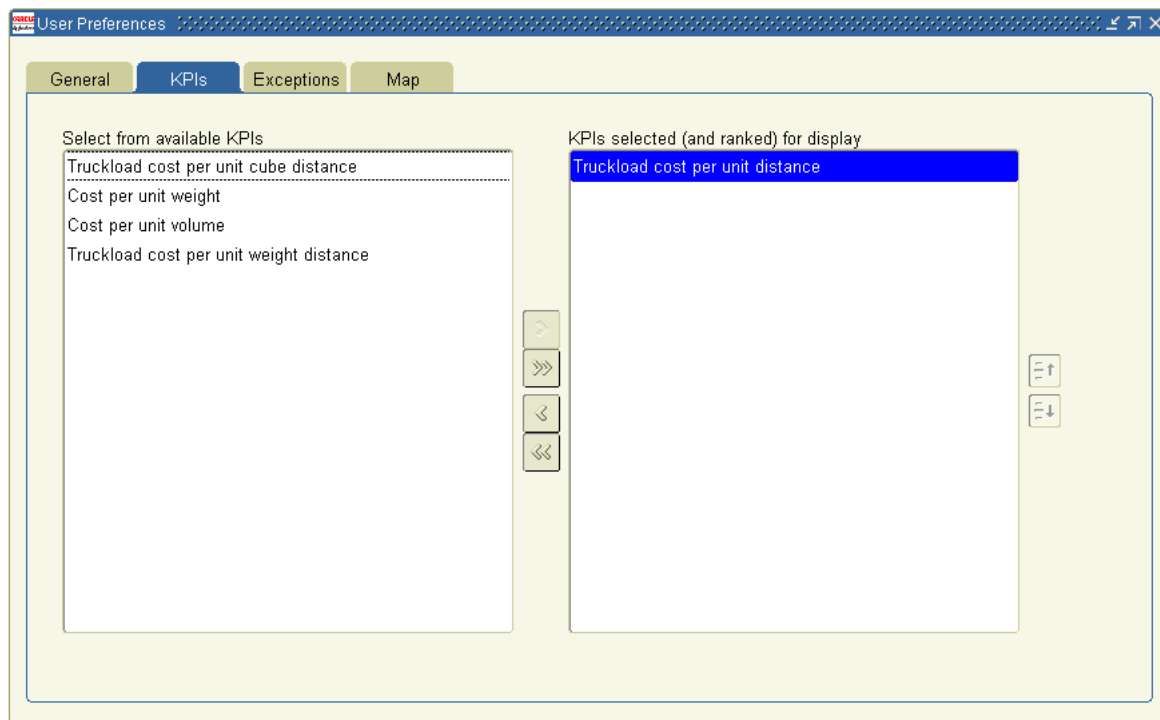 ORACLE
User Preferences
General KPIs Exceptions Map
Select from available KPIs
Truckload cost per unit cube distance
Cost per unit weight
Cost per unit volume
Truckload cost per unit weight distance
KPIs selected (and ranked) for display
Truckload cost per unit distance